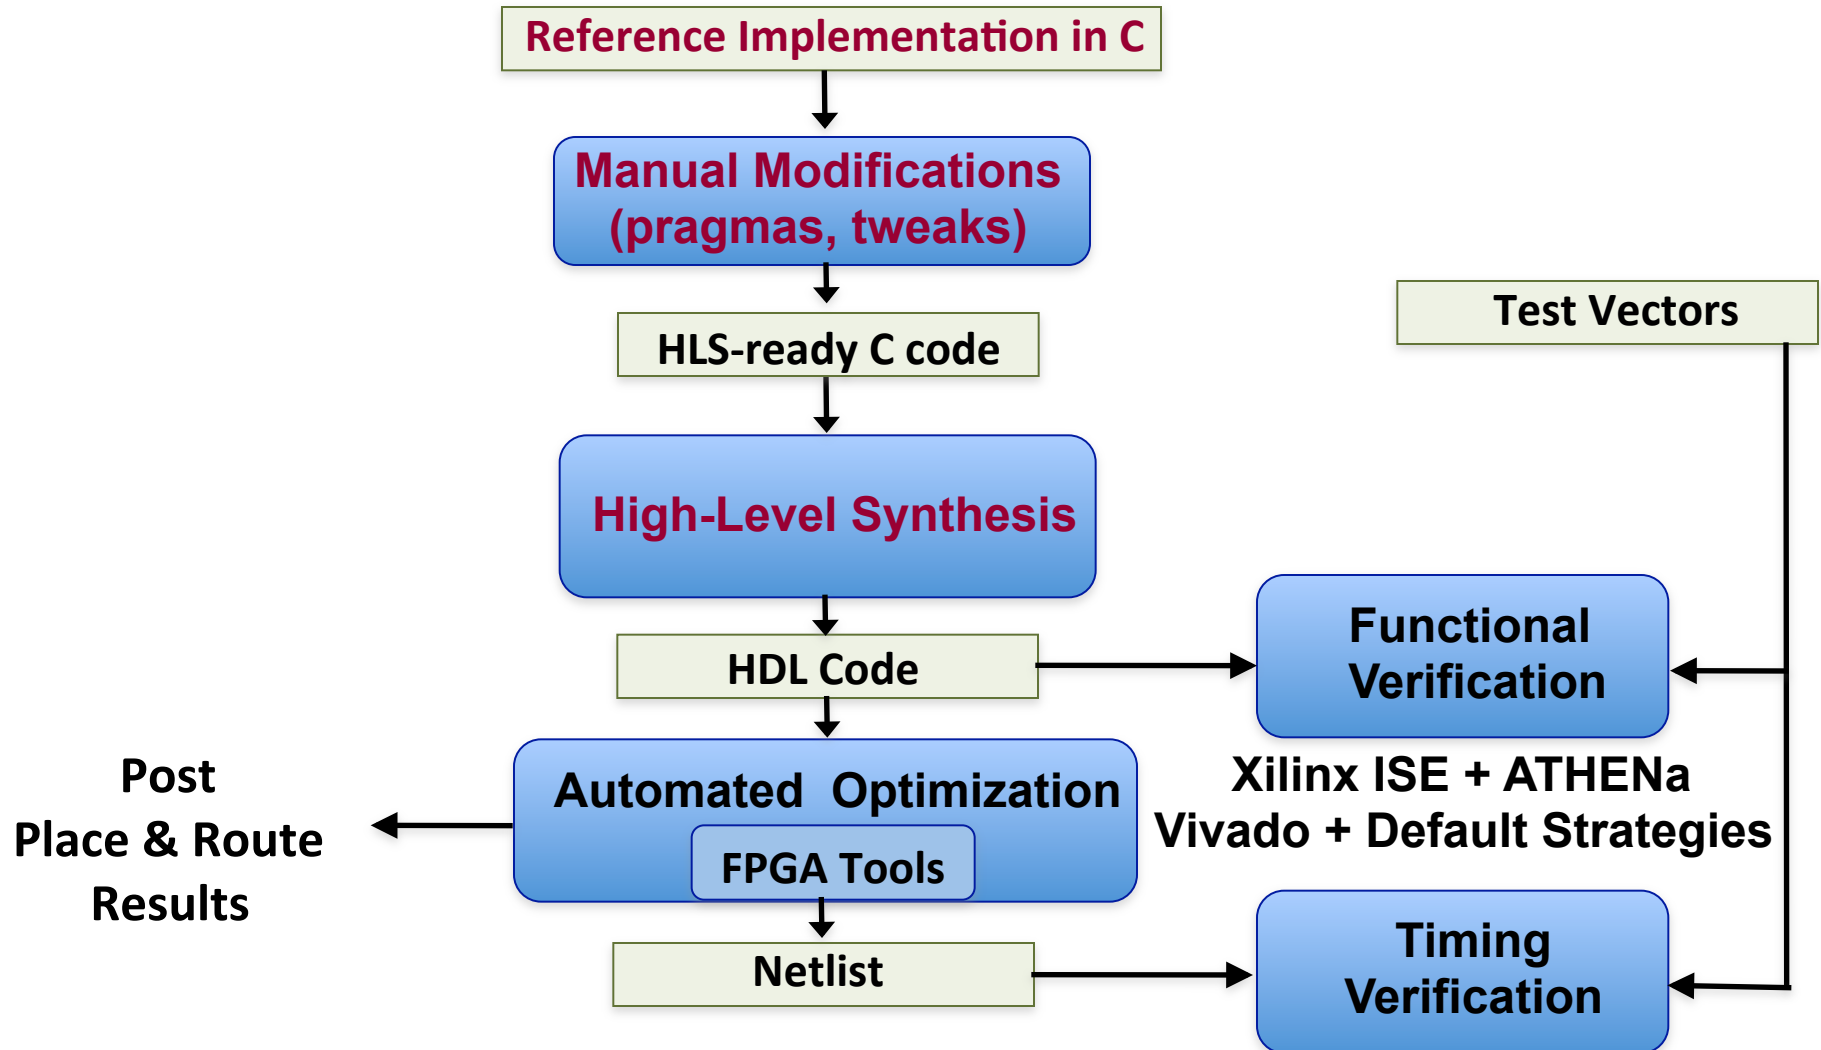 Reference Implementation in C
Manual Modifications
(pragmas, tweaks)
HLS-ready C code
Test Vectors
High-Level Synthesis
Functional
Verification
HDL Code
Xilinx ISE + ATHENa
Vivado + Default Strategies
Automated Optimization
FPGA Tools
Post
Place & Route
Results
Netlist
Timing
Verification